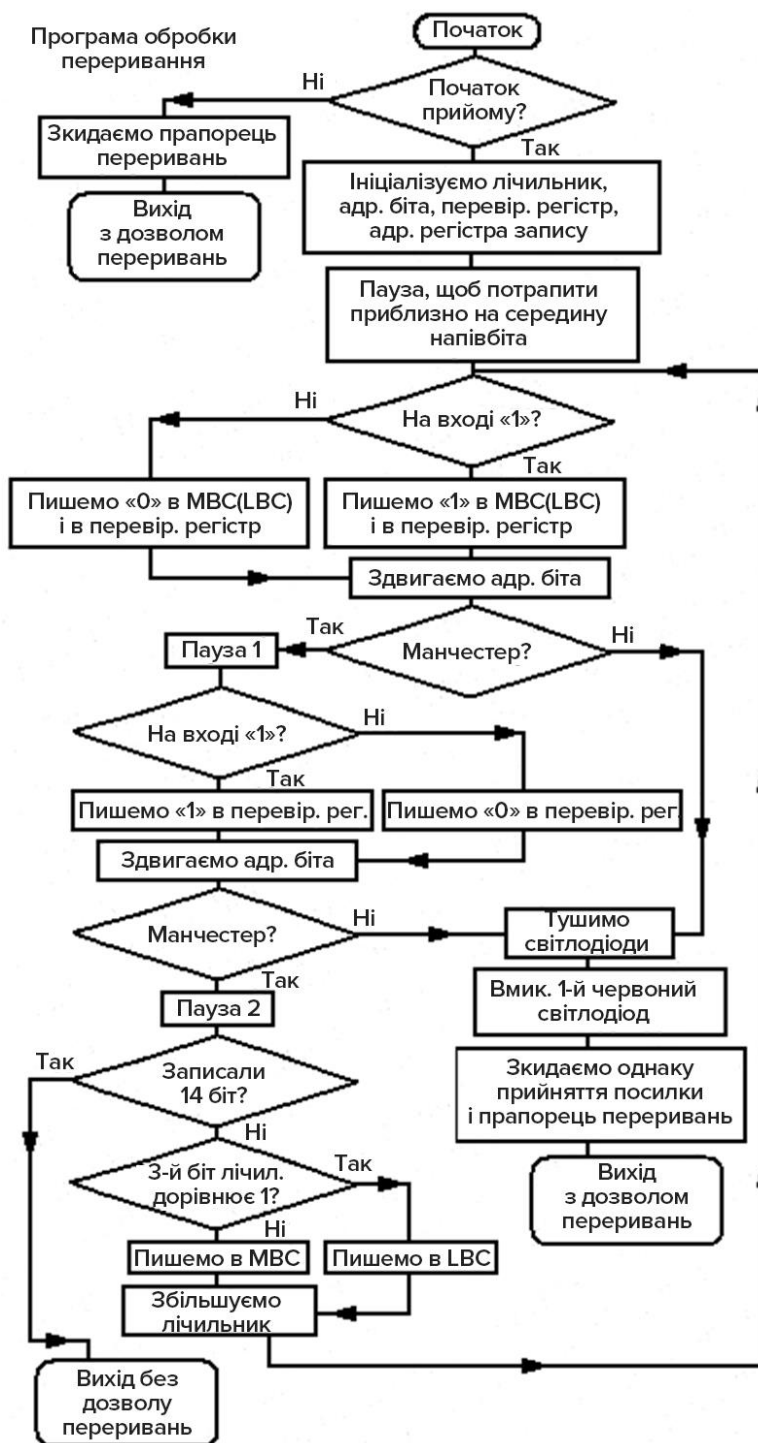 Програма обробки
переривання
Початок
Ні
Початок
прийому?
Зкидаємо прапорець
переривань
Так
Вихід
з дозволом
переривань
Ініціалізуємо лічильник,
адр. біта, перевір. регістр,
адр. регістра запису
Пауза, щоб потрапити
приблизно на середину
напівбіта
Ні
На вході «1»?
Так
Пишемо «0» в MBC(LBC)
і в перевір. регістр
Пишемо «1» в MBC(LBC)
і в перевір. регістр
Здвигаємо адр. біта
Так
Ні
Пауза 1
Манчестер?
На вході «1»?
Ні
Так
Пишемо «1» в перевір. рег.
Пишемо «0» в перевір. рег.
Здвигаємо адр. біта
Манчестер?
Ні
Так
Тушимо
світлодіоди
Пауза 2
Вмик. 1-й червоний
світлодіод
Так
Записали
14 біт?
Ні
Зкидаємо однаку
прийняття посилки
і прапорець переривань
3-й біт лічил.
дорівнює 1?
Так
Ні
Вихід
з дозволом
переривань
Пишемо в MBC
Пишемо в LBC
Збільшуємо
лічильник
Вихід без
дозволу
переривань